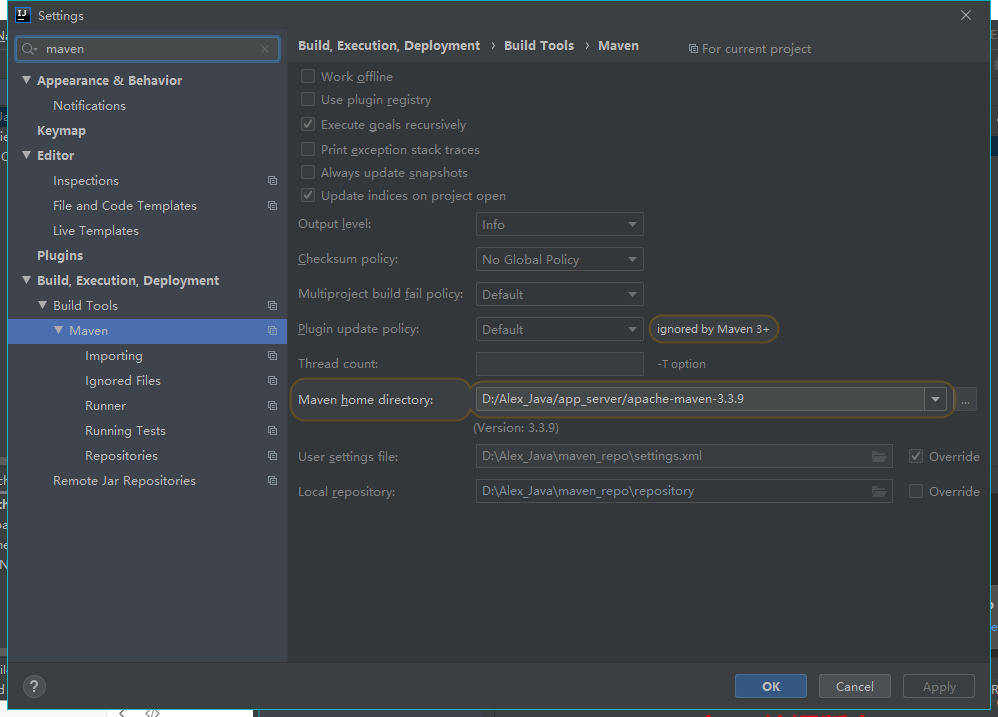 Settings
maven
Appearance & Behavior
Notifications
Keymap
Editor
Inspections
File and Code Templates
Live Templates
Plugins
Build, Execution, Deployment
Build Tools
Maven
Importing
Ignored Files
Runner
Running Tests
Repositories
Remote Jar Repositories
Build, Execution, Deployment › Build Tools › Maven For current project
Work offline
Use plugin registry
Execute goals recursively
Print exception stack traces
Always update snapshots
Update indices on project open
Output level: Info
Checksum policy: No Global Policy
Multiproject build fail policy: Default
Plugin update policy: Default ignored by Maven 3+
Thread count: -T option
Maven home directory: D:/Alex_Java/app_server/apache-maven-3.3.9 ...
(Version: 3.3.9)
User settings file: D:\Alex_Java\maven_repo\settings.xml Override
Local repository: D:\Alex_Java\maven_repo\repository Override
? OK Cancel Apply